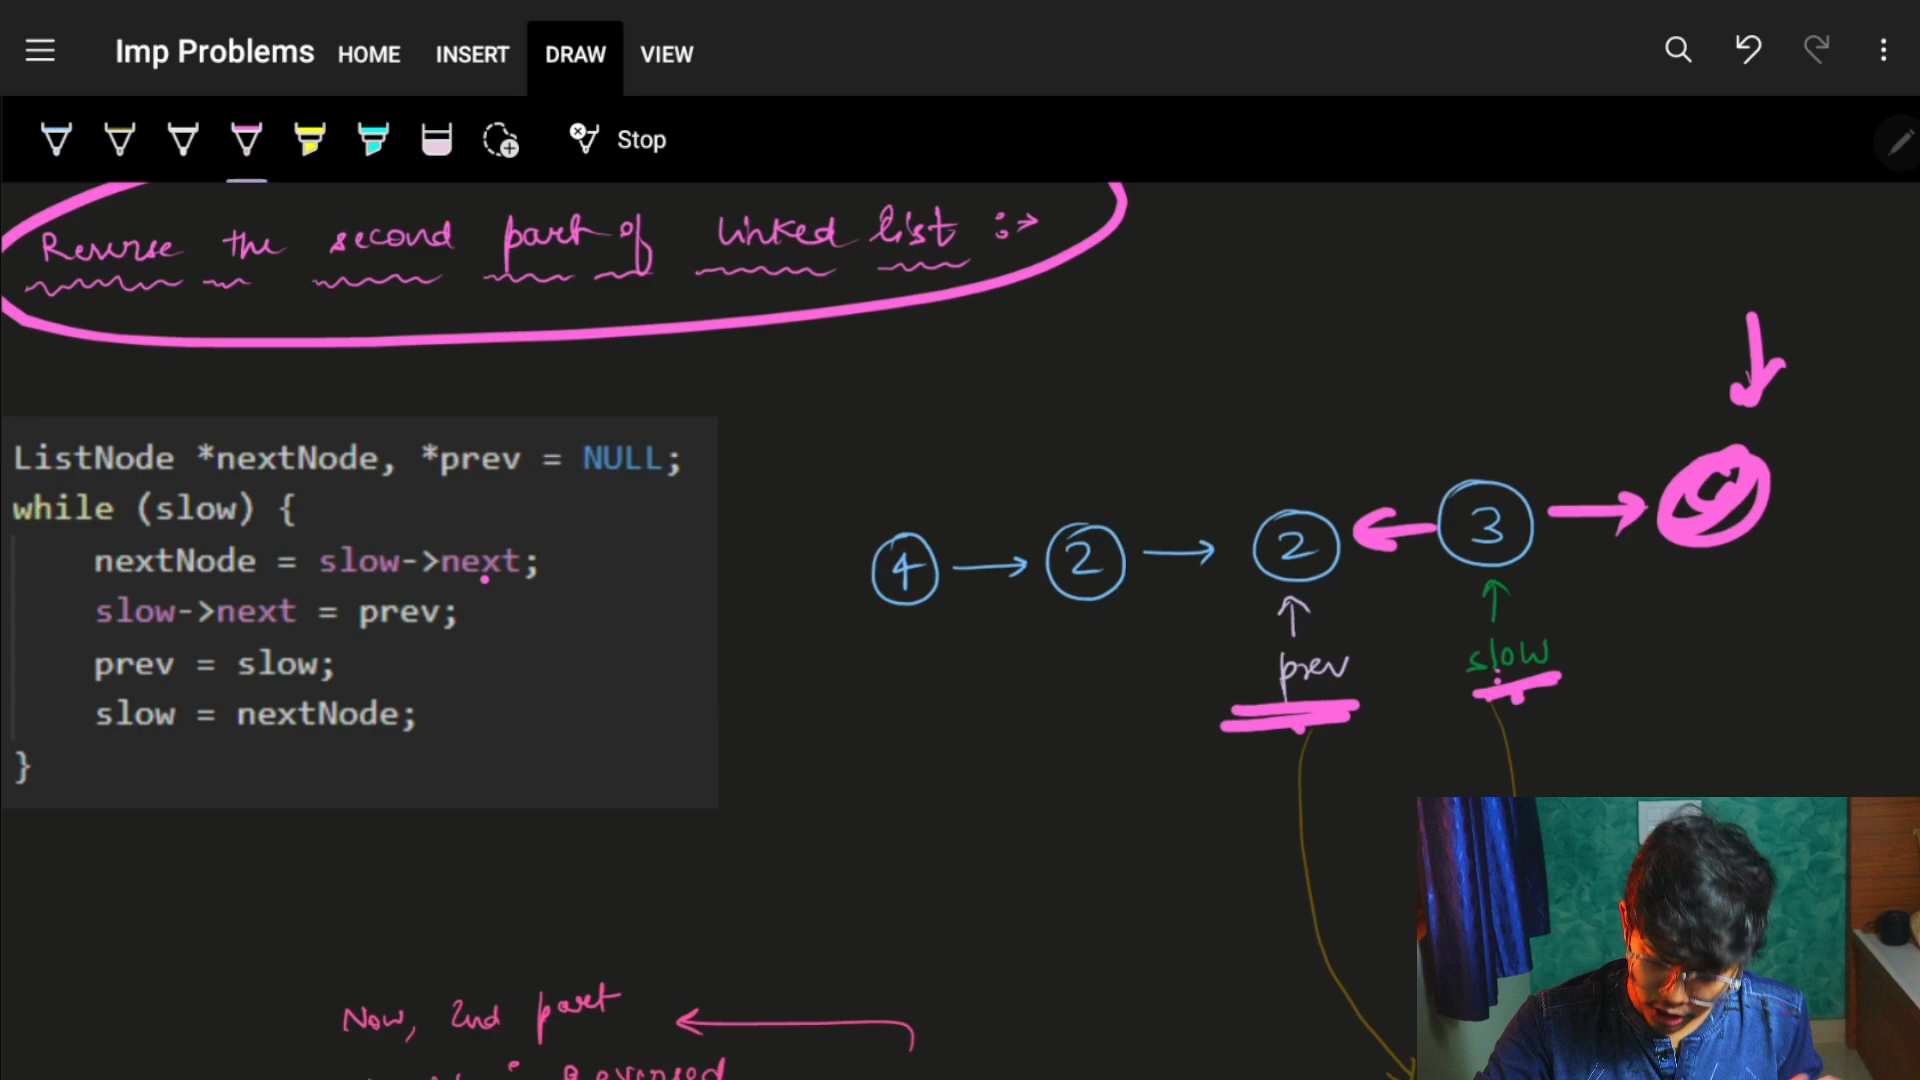 Imp Problems HOME INSERT DRAW VIEW
Stop
Reverse the second part of linked list :→
ListNode *nextNode, *prev = NULL;
while (slow) {
nextNode = slow->next;
slow->next = prev;
prev = slow;
slow = nextNode;
}
4 → 2 → 2 ← 3 →
prev
slow
Now, 2nd part
Reversed